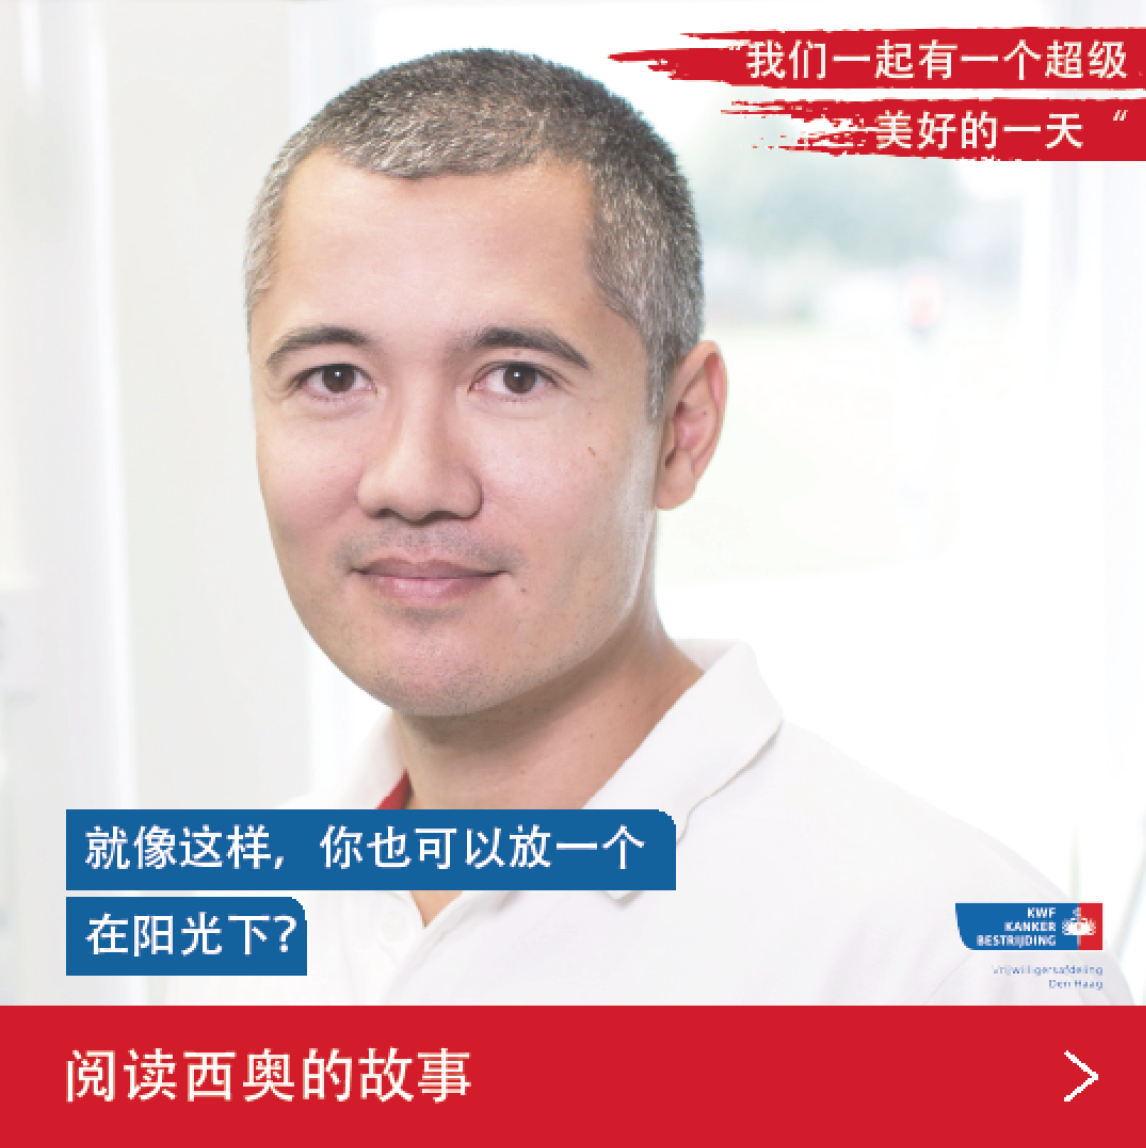 “我们一起有一个超级
美好的一天 “
就像这样，你也可以放一个
在阳光下?
KWF
KANKER
BESTRIJDING
Vrijwilligersafdeling
Den Haag
阅读西奥的故事